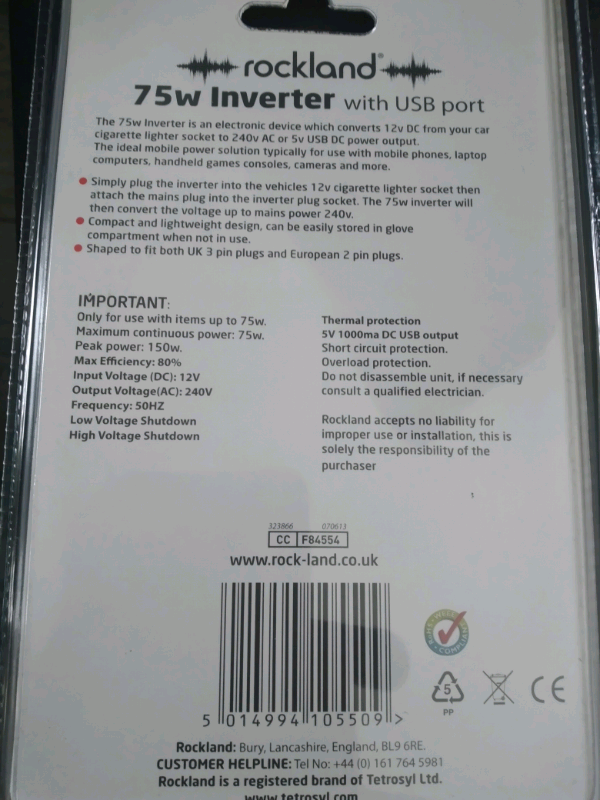 rockland®
75w Inverter with USB port
The 75w Inverter is an electronic device which converts 12v DC from your car
cigarette lighter socket to 240v AC or 5v USB DC power output.
The ideal mobile power solution typically for use with mobile phones, laptop
computers, handheld games consoles, cameras and more.
Simply plug the inverter into the vehicles 12v cigarette lighter socket then
attach the mains plug into the inverter plug socket. The 75w inverter will
then convert the voltage up to mains power 240v.
Compact and lightweight design, can be easily stored in glove
compartment when not in use.
Shaped to fit both UK 3 pin plugs and European 2 pin plugs.
IMPORTANT:
Only for use with items up to 75w.
Maximum continuous power: 75w.
Peak power: 150w.
Max Efficiency: 80%
Input Voltage (DC): 12V
Output Voltage(AC): 240V
Frequency: 50HZ
Low Voltage Shutdown
High Voltage Shutdown
Thermal protection
5V 1000ma DC USB output
Short circuit protection.
Overload protection.
Do not disassemble unit, if necessary
consult a qualified electrician.
Rockland accepts no liability for
improper use or installation, this is
solely the responsibility of the
purchaser
323866 070613
CC F84554
www.rock-land.co.uk
5 014994 105509 >
5
PP
CE
Rockland: Bury, Lancashire, England, BL9 6RE.
CUSTOMER HELPLINE: Tel No: +44 (0) 161 764 5981
Rockland is a registered brand of Tetrosyl Ltd.
www.tetrosyl.com